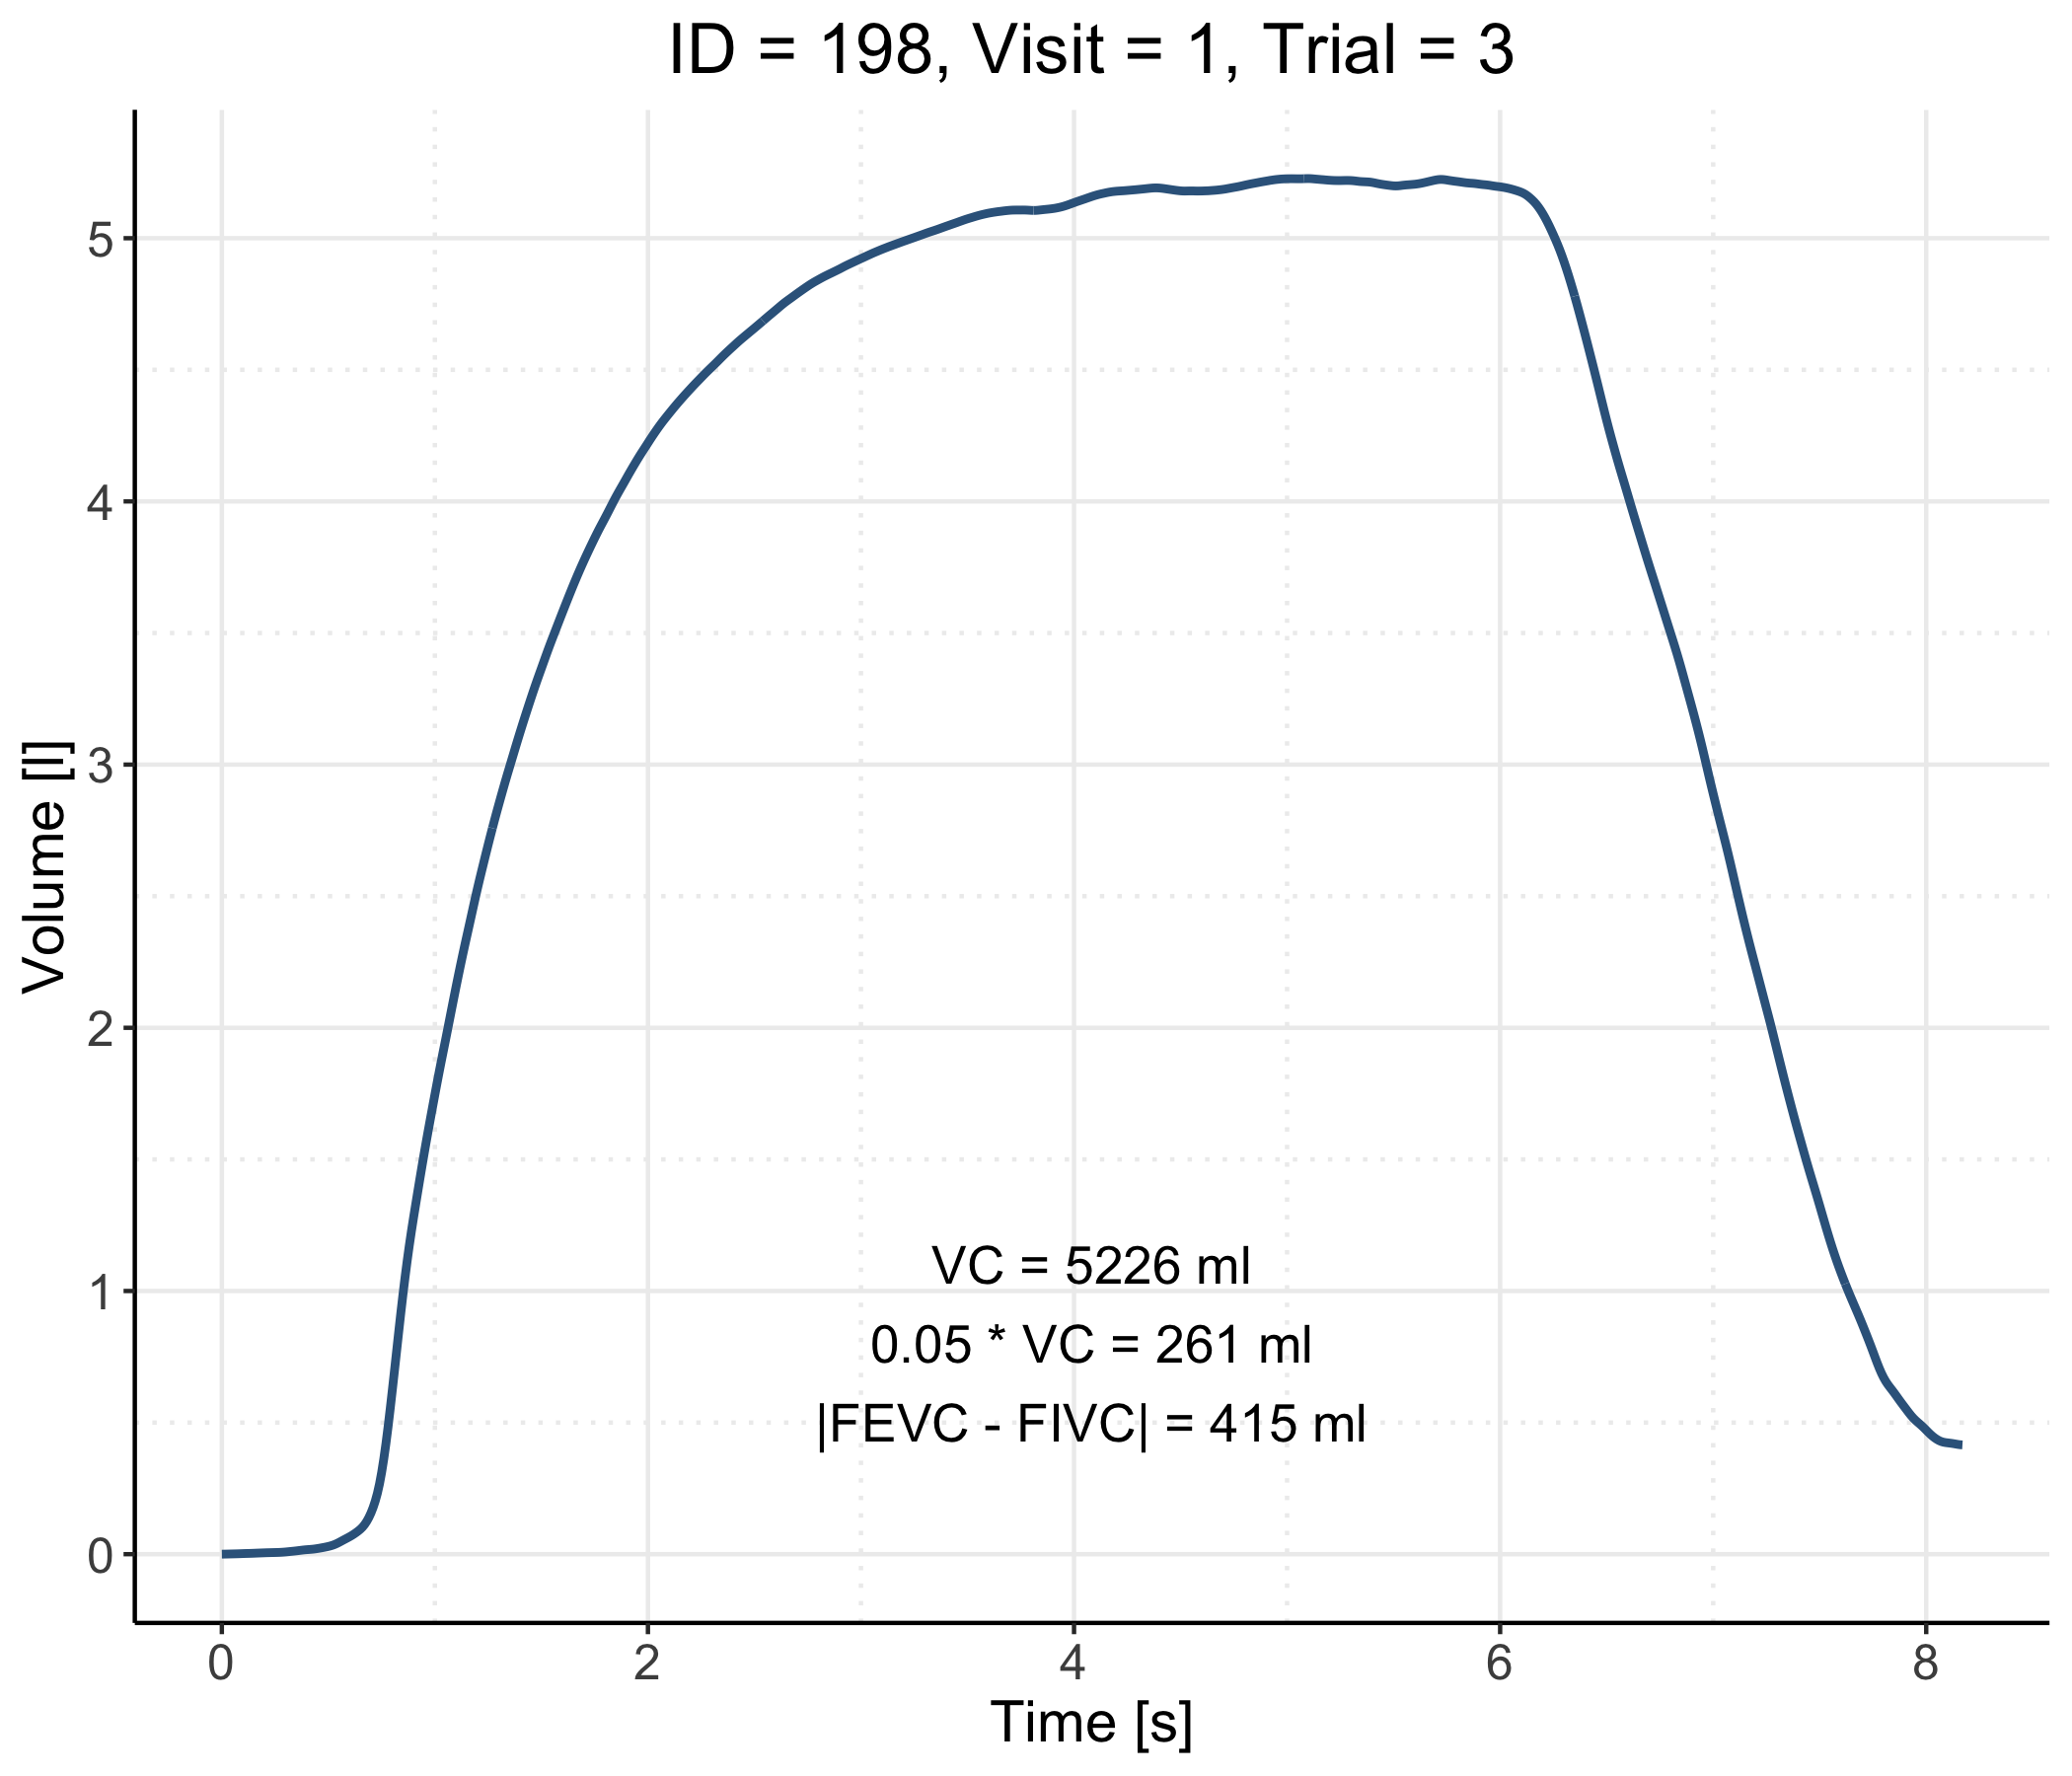 ID = 198, Visit = 1, Trial = 3
Volume [l]
5
4
3
2
1
0
VC = 5226 ml
0.05 * VC = 261 ml
|FEVC - FIVC| = 415 ml
0 2 4 6 8
Time [s]